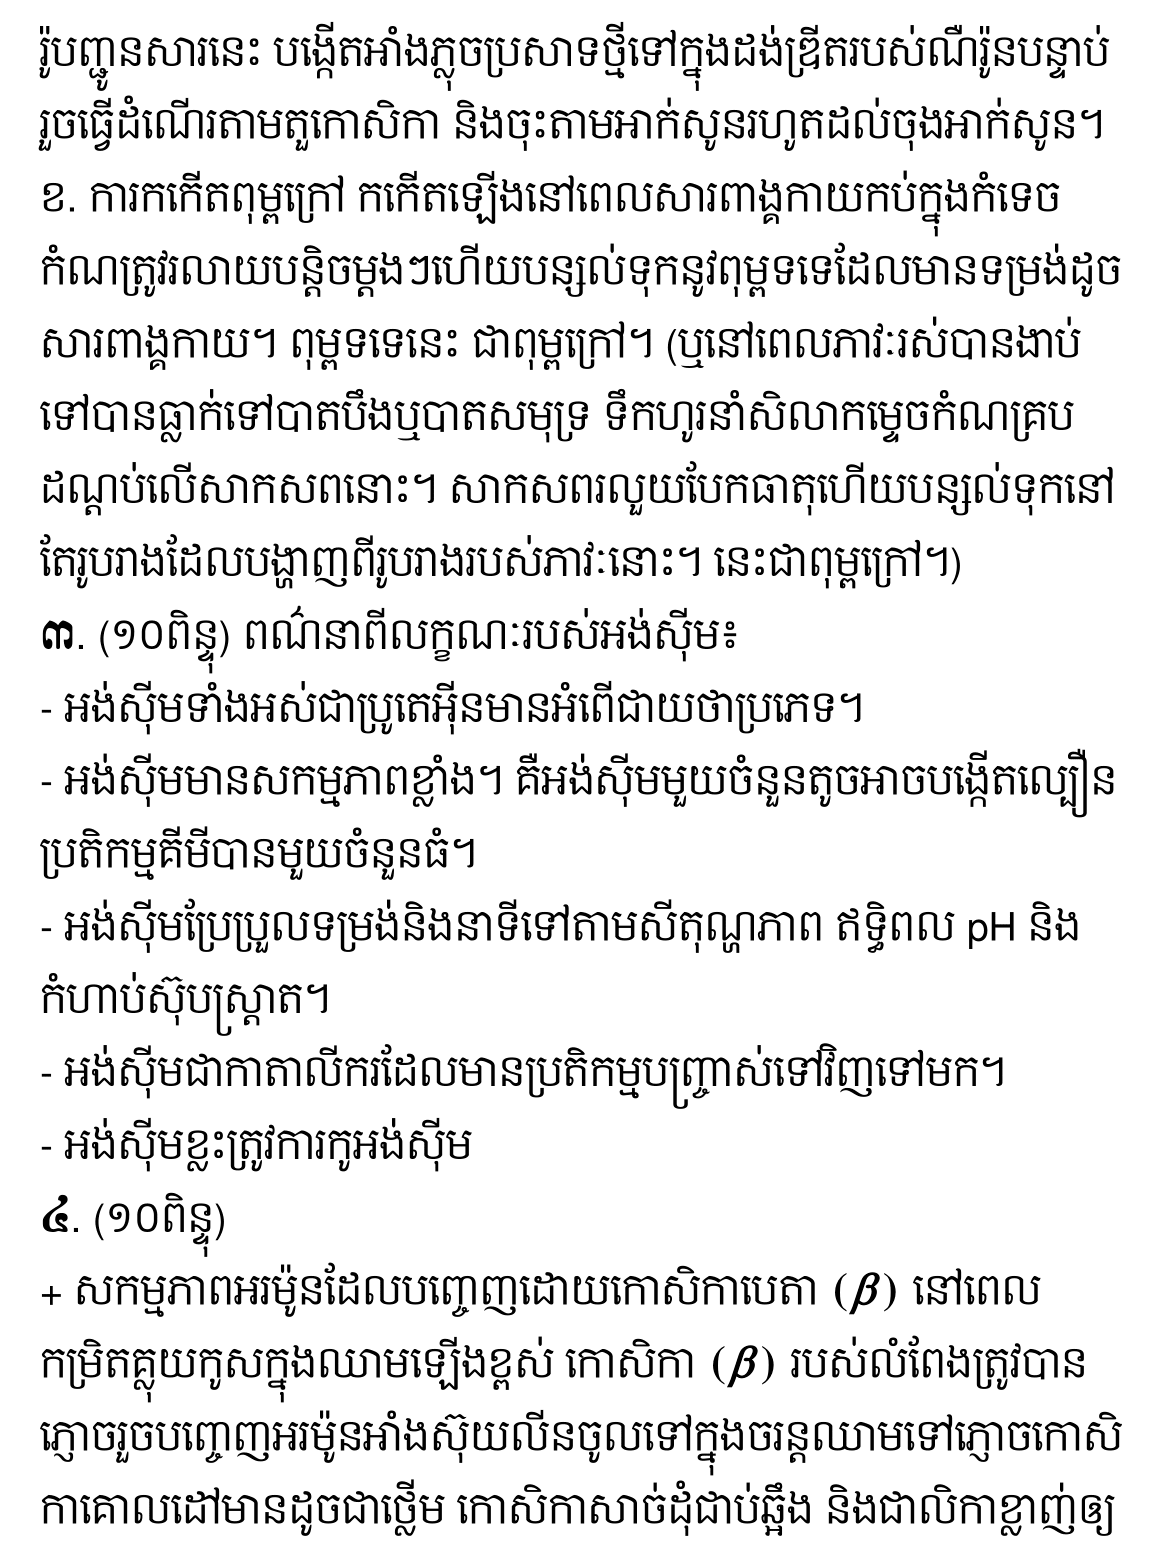 រ៉ូបញ្ជូនសារនេះ បង្កើតអាំងភ្លុចប្រសាទថ្មីទៅក្នុងដង់ឌ្រីតរបស់ណឺរ៉ូនបន្ទាប់
រួចធ្វើដំណើរតាមតួកោសិកា និងចុះតាមអាក់សូនរហូតដល់ចុងអាក់សូន។
ខ. ការកកើតពុម្ពក្រៅ កកើតឡើងនៅពេលសារពាង្គកាយកប់ក្នុងកំទេច
កំណត្រូវរលាយបន្តិចម្តងៗហើយបន្សល់ទុកនូវពុម្ពទទេដែលមានទម្រង់ដូច
សារពាង្គកាយ។ ពុម្ពទទេនេះ ជាពុម្ពក្រៅ។ (ឬនៅពេលភាវៈរស់បានងាប់
ទៅបានធ្លាក់ទៅបាតបឹងឬបាតសមុទ្រ ទឹកហូរនាំសិលាកម្ទេចកំណគ្រប
ដណ្តប់លើសាកសពនោះ។ សាកសពរលួយបែកធាតុហើយបន្សល់ទុកនៅ
តែរូបរាងដែលបង្ហាញពីរូបរាងរបស់ភាវៈនោះ។ នេះជាពុម្ពក្រៅ។)
៣. (១០ពិន្ទុ) ពណ៌នាពីលក្ខណៈរបស់អង់ស៊ីម៖
- អង់ស៊ីមទាំងអស់ជាប្រូតេអ៊ីនមានអំពើជាយថាប្រភេទ។
- អង់ស៊ីមមានសកម្មភាពខ្លាំង។ គឺអង់ស៊ីមមួយចំនួនតូចអាចបង្កើតល្បឿន
ប្រតិកម្មគីមីបានមួយចំនួនធំ។
- អង់ស៊ីមប្រែប្រួលទម្រង់និងនាទីទៅតាមសីតុណ្ហភាព ឥទ្ធិពល pH និង
កំហាប់ស៊ុបស្ត្រាត។
- អង់ស៊ីមជាកាតាលីករដែលមានប្រតិកម្មបញ្ច្រាស់ទៅវិញទៅមក។
- អង់ស៊ីមខ្លះត្រូវការកូអង់ស៊ីម
៤. (១០ពិន្ទុ)
+ សកម្មភាពអរម៉ូនដែលបញ្ចេញដោយកោសិកាបេតា (β) នៅពេល
កម្រិតគ្លុយកូសក្នុងឈាមឡើងខ្ពស់ កោសិកា (β) របស់លំពែងត្រូវបាន
ភ្ញោចរួចបញ្ចេញអរម៉ូនអាំងស៊ុយលីនចូលទៅក្នុងចរន្តឈាមទៅភ្ញោចកោសិ
កាគោលដៅមានដូចជាថ្លើម កោសិកាសាច់ដុំជាប់ឆ្អឹង និងជាលិកាខ្លាញ់ឲ្យ